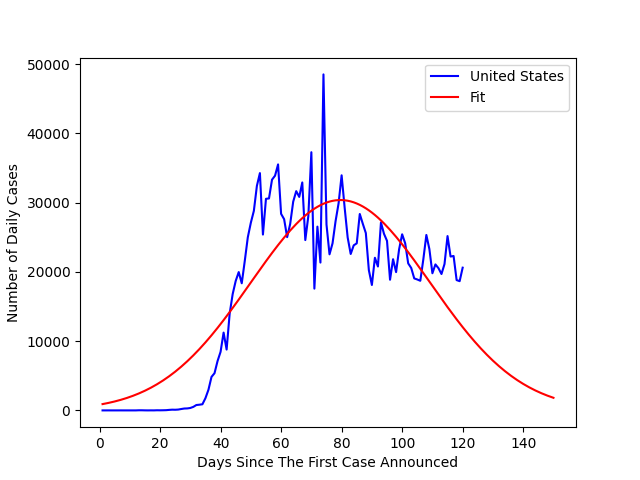 50000
40000
30000
20000
10000
0
Number of Daily Cases
United States
Fit
0 20 40 60 80 100 120 140
Days Since The First Case Announced